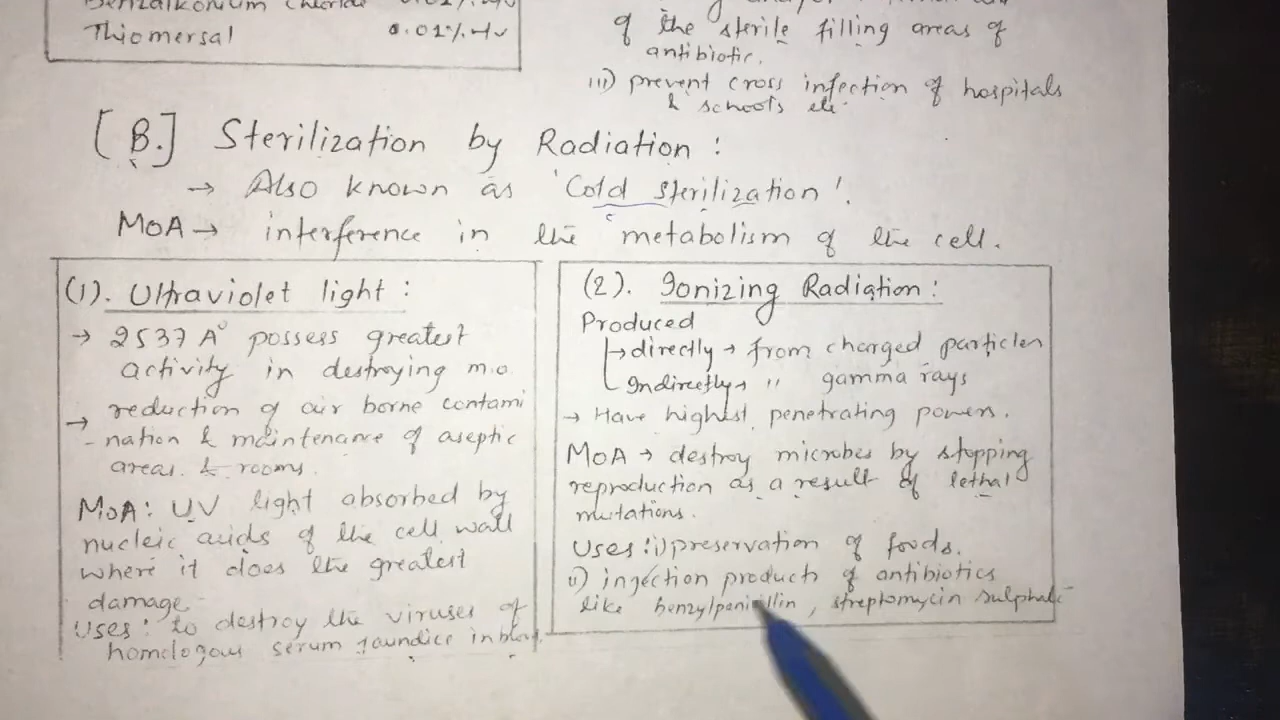 Benzalkonium Chloride 0.01%
Thiomersal 0.01% w/v
of the sterile filling areas of
antibiotic.
iii) prevent cross infection of hospitals
& schools etc
[B.] Sterilization by Radiation :
→ Also known as 'Cold sterilization'.
MoA → interference in the metabolism of the cell.
(1). Ultraviolet light :
→ 2537 A° possess greatest
activity in destroying m.o.
→ reduction of air borne contami
-nation & maintenance of aseptic
areas. & rooms.
MoA: UV light absorbed by
nucleic acids of the cell wall
where it does the greatest
damage
Uses: to destroy the viruses of
homologous serum jaundice in
(2). Ionizing Radiation :
Produced
→ directly → from charged particles
Indirectly → " gamma rays
→ Have highest penetrating powers.
MoA → destroy microbes by stopping
reproduction as a result of lethal
mutations.
Uses: i) preservation of foods.
ii) injection products of antibiotics
like benzylpenicillin, streptomycin sulphate